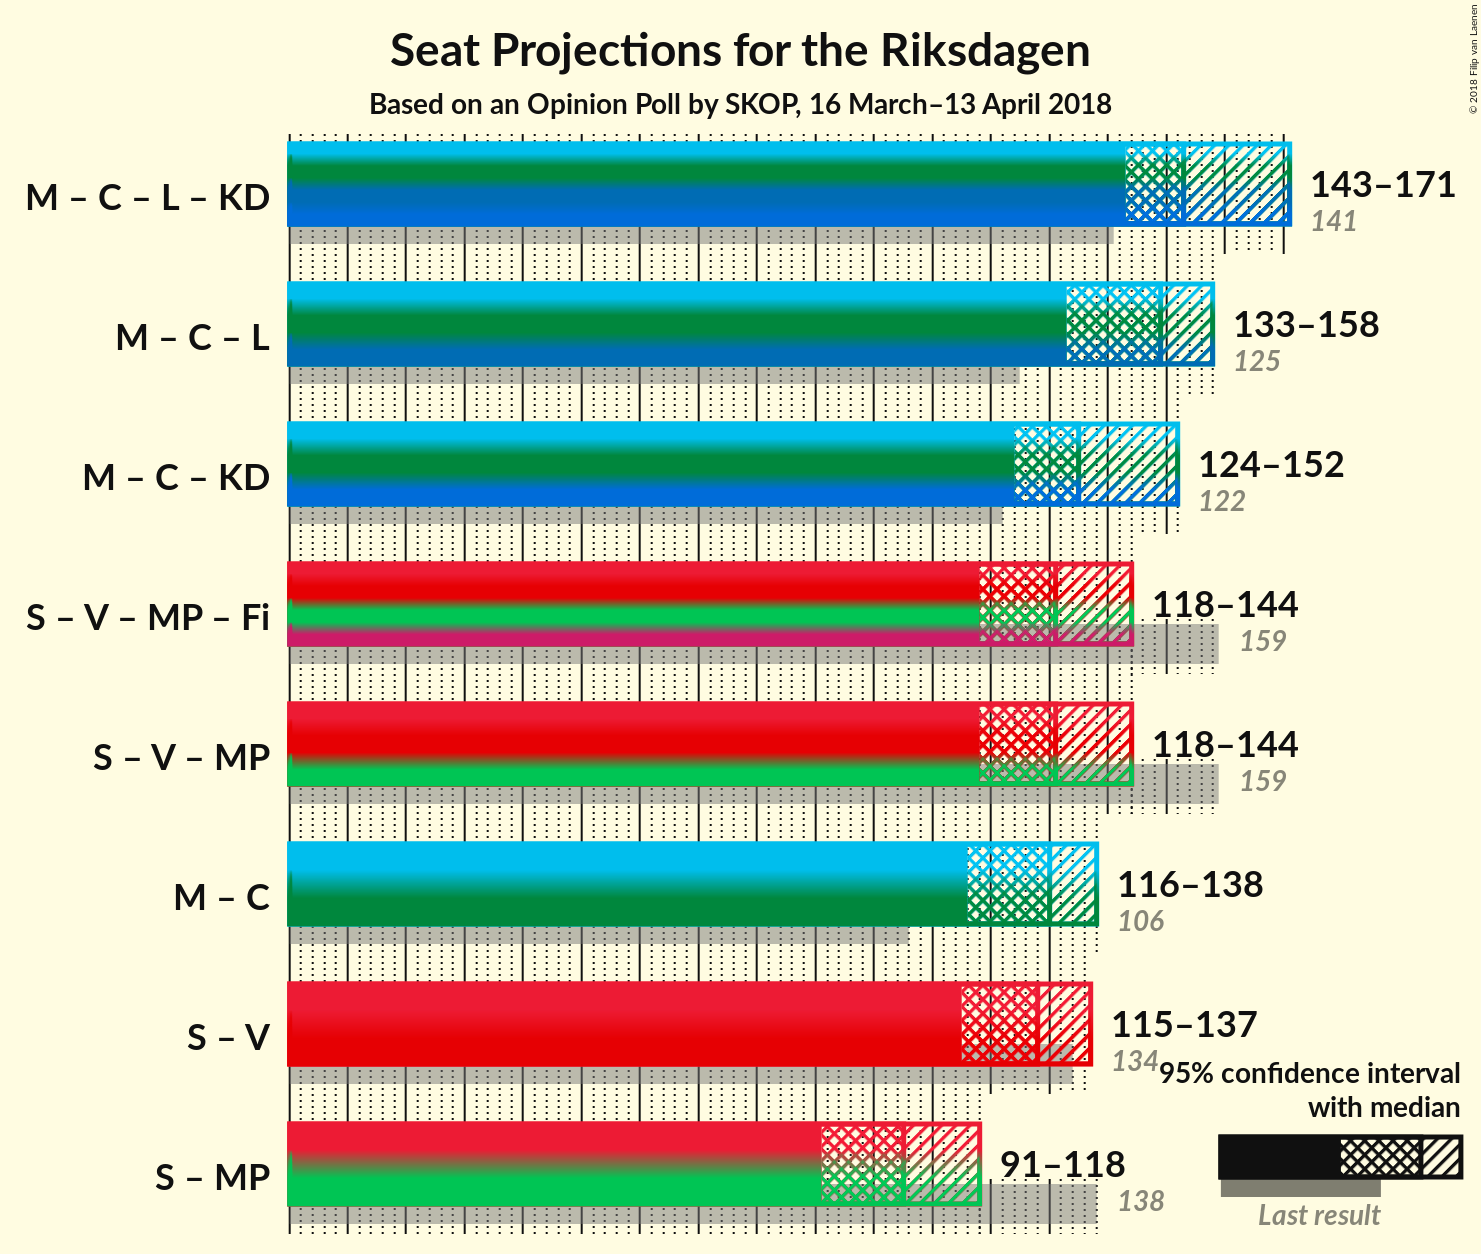 Seat Projections for the Riksdagen
Based on an Opinion Poll by SKOP, 16 March–13 April 2018
© 2018 Filip van Laenen
M – C – L – KD
143–171
141
M – C – L
133–158
125
M – C – KD
124–152
122
S – V – MP – Fi
118–144
159
S – V – MP
118–144
159
M – C
116–138
106
S – V
115–137
134
95% confidence interval
with median
S – MP
91–118
138
Last result